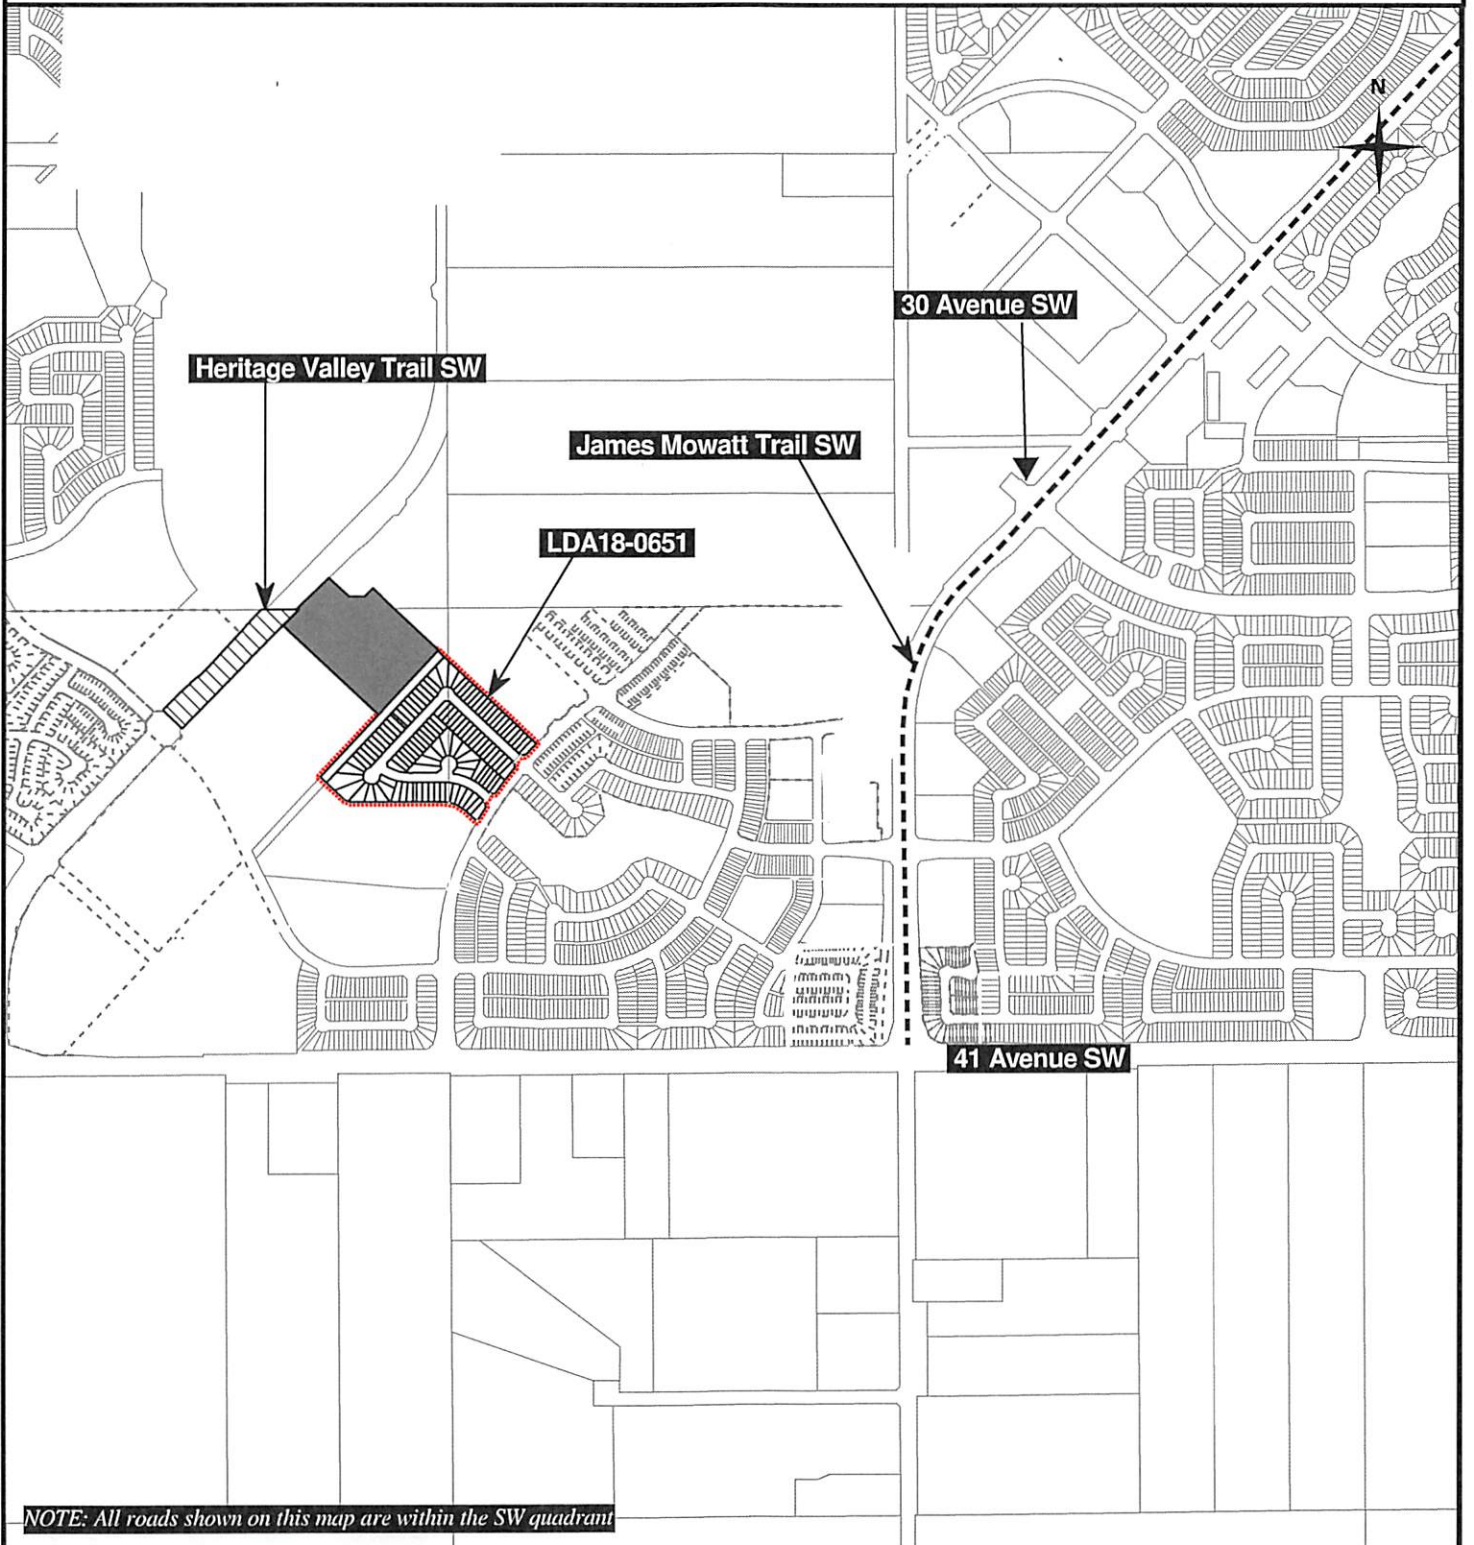 N
30 Avenue SW
Heritage Valley Trail SW
James Mowatt Trail SW
LDA18-0651
41 Avenue SW
NOTE: All roads shown on this map are within the SW quadrant